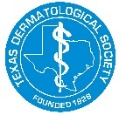 TEXAS DERMATOLOGICAL SOCIETY
FOUNDED 1928